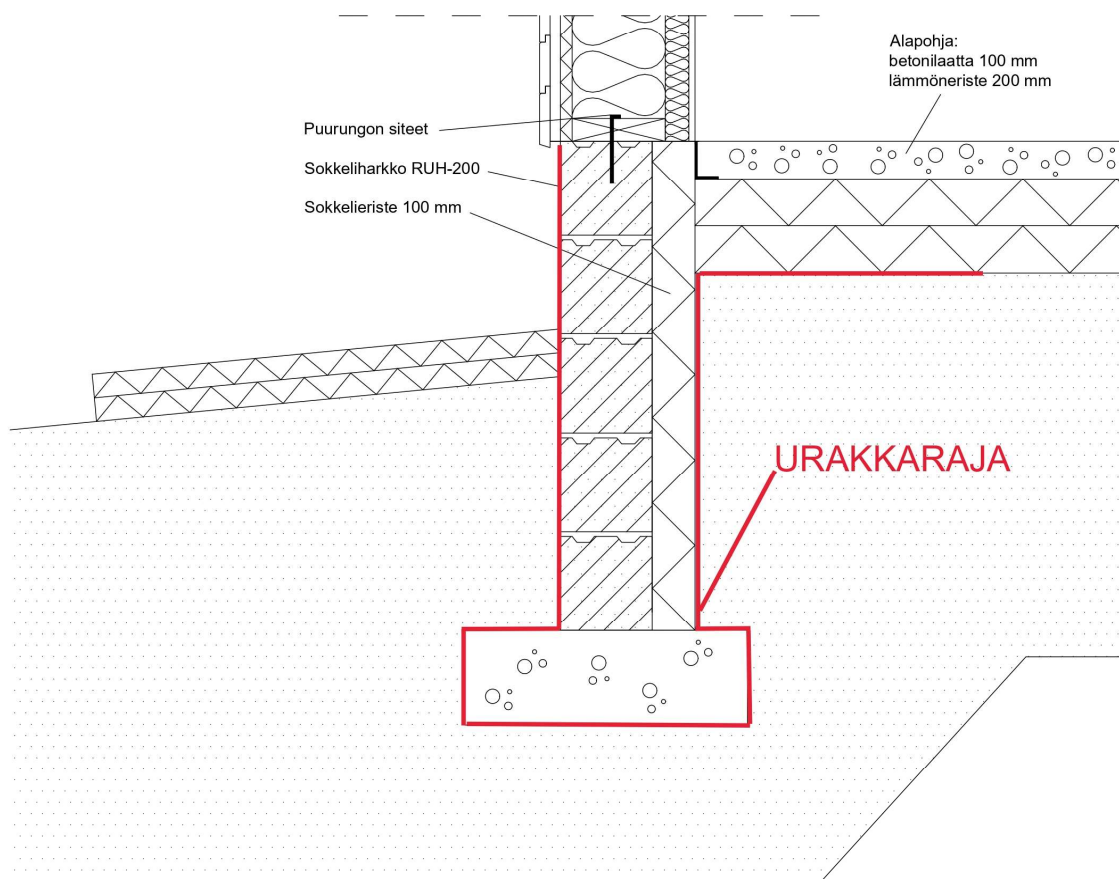 Alapohja:
betonilaatta 100 mm
lämmöneriste 200 mm
Puurungon siteet
Sokkeliharkko RUH-200
Sokkelieriste 100 mm
URAKKARAJA